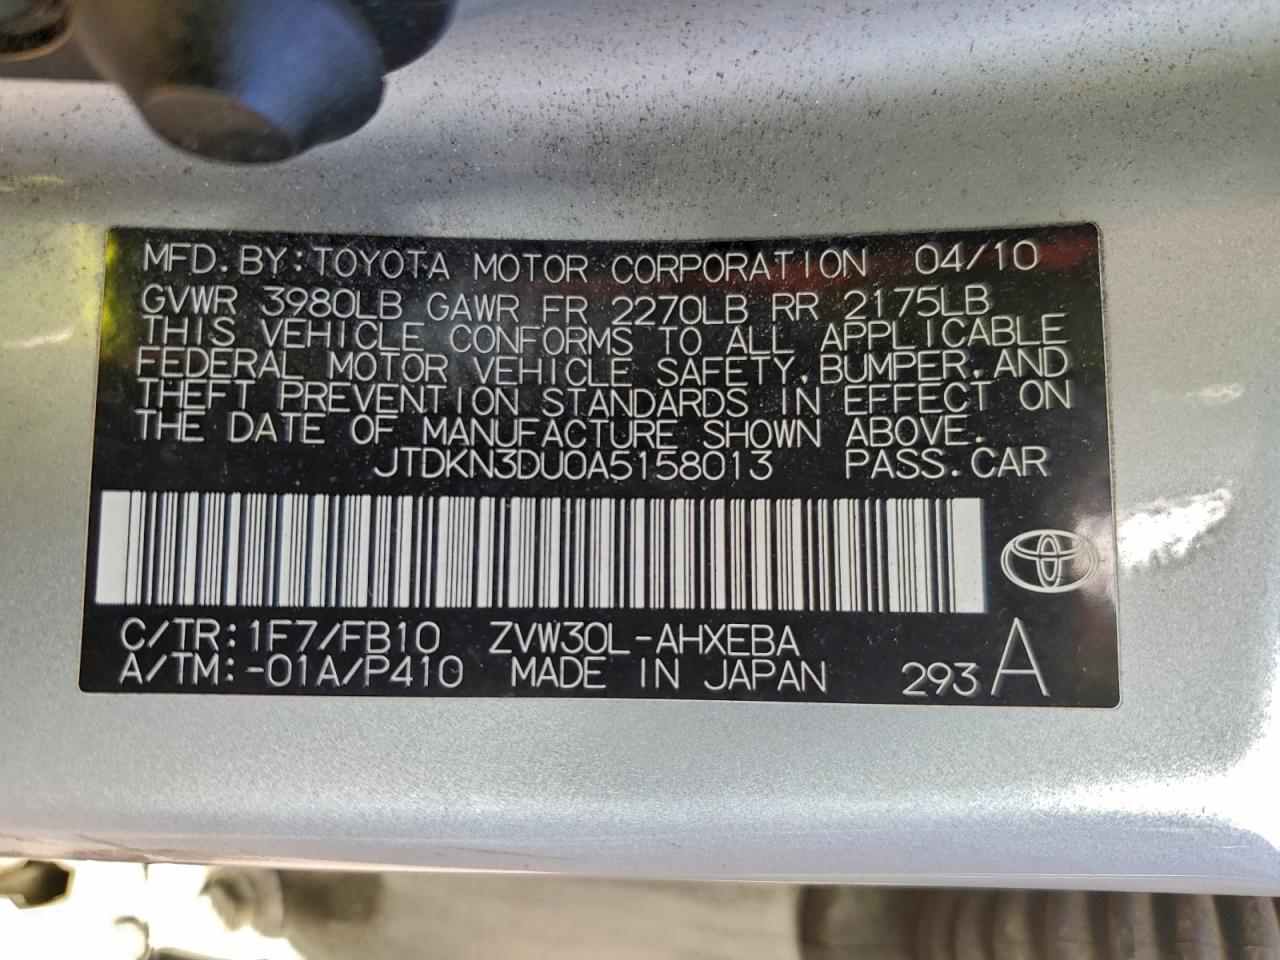 MFD. BY: TOYOTA MOTOR CORPORATION 04/10
GVWR 3980LB GAWR FR 2270LB RR 2175LB
THIS VEHICLE CONFORMS TO ALL APPLICABLE
FEDERAL MOTOR VEHICLE SAFETY, BUMPER, AND
THEFT PREVENTION STANDARDS IN EFFECT ON
THE DATE OF MANUFACTURE SHOWN ABOVE.
JTDKN3DU0A5158013 PASS. CAR
C/TR: 1F7/FB10 ZVW30L-AHXEBA
A/TM: -01A/P410 MADE IN JAPAN 293 A